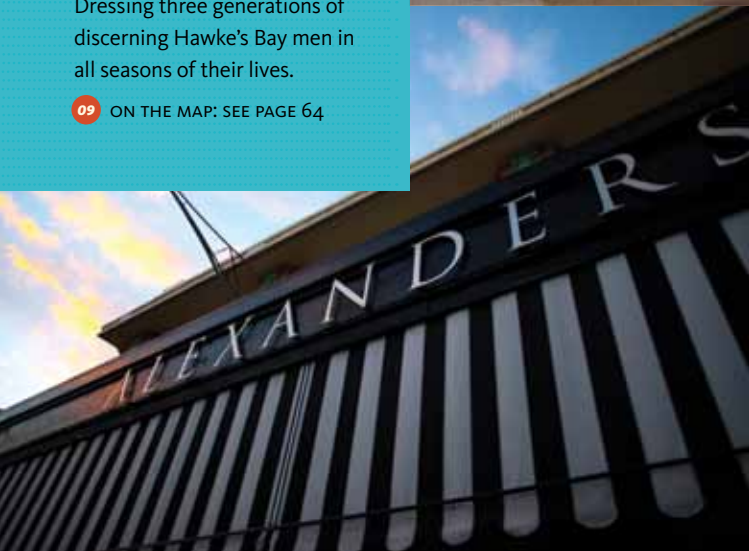 Dressing three generations of
discerning Hawke's Bay men in
all seasons of their lives.
09 ON THE MAP: SEE PAGE 64
ALEXANDERS